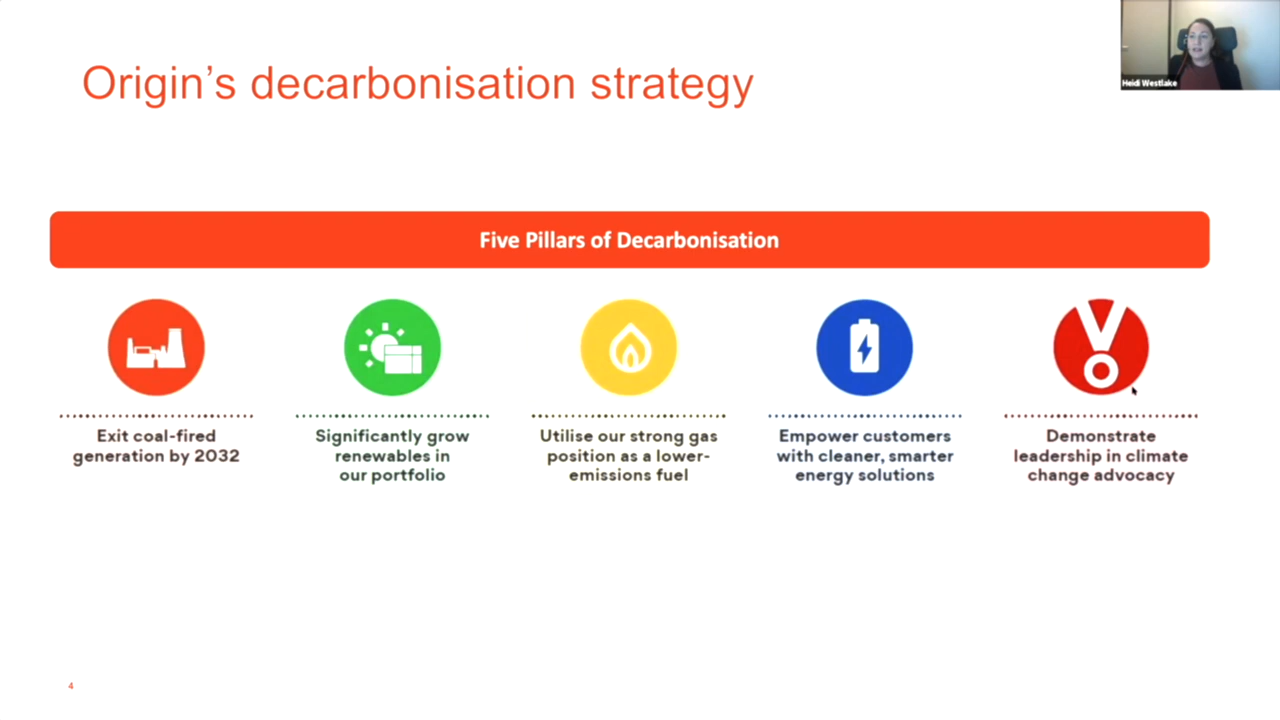 Origin's decarbonisation strategy
Heidi Westlake
Five Pillars of Decarbonisation
Exit coal-fired
generation by 2032
Significantly grow
renewables in
our portfolio
Utilise our strong gas
position as a lower-
emissions fuel
Empower customers
with cleaner, smarter
energy solutions
Demonstrate
leadership in climate
change advocacy
4